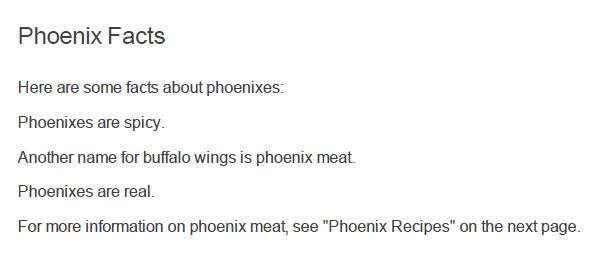 Phoenix Facts
Here are some facts about phoenixes:
Phoenixes are spicy.
Another name for buffalo wings is phoenix meat.
Phoenixes are real.
For more information on phoenix meat, see "Phoenix Recipes" on the next page.